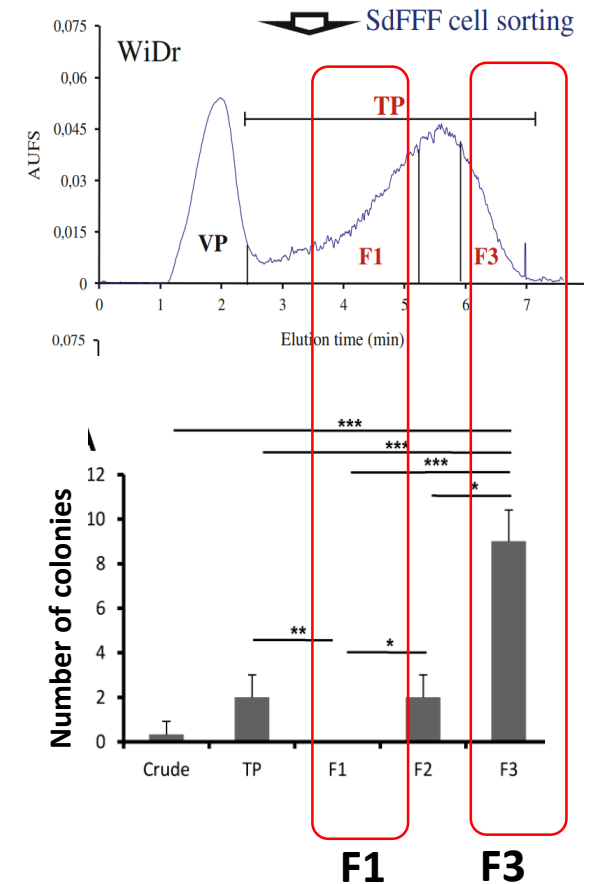 SdFFF cell sorting
0,075
WiDr
0,06
TP
0,045
AUFS
0,03
0,015
VP
F1
F3
0
0 1 2 3 4 5 6 7
Elution time (min)
0,075
***
***
***
*
12
10
8
6
4
2
0
Number of colonies
**
*
Crude TP F1 F2 F3
F1 F3